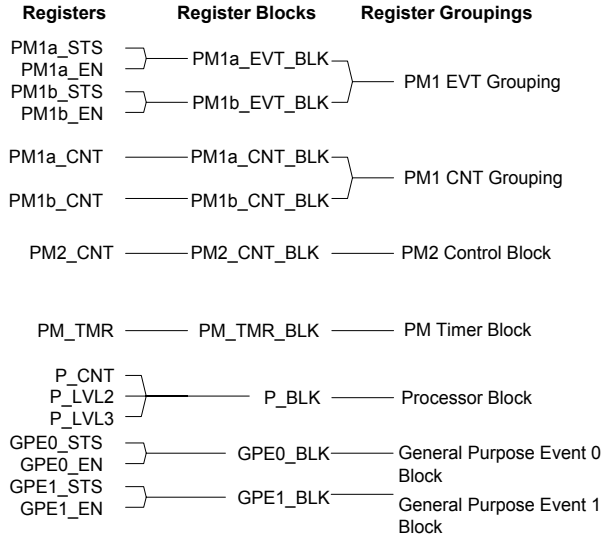 Registers Register Blocks Register Groupings
PM1a_STS
PM1a_EN
PM1a_EVT_BLK
PM1b_STS
PM1b_EN
PM1b_EVT_BLK
PM1 EVT Grouping
PM1a_CNT PM1a_CNT_BLK
PM1b_CNT PM1b_CNT_BLK
PM1 CNT Grouping
PM2_CNT PM2_CNT_BLK PM2 Control Block
PM_TMR PM_TMR_BLK PM Timer Block
P_CNT
P_LVL2
P_LVL3
P_BLK Processor Block
GPE0_STS
GPE0_EN
GPE0_BLK
General Purpose Event 0
Block
GPE1_STS
GPE1_EN
GPE1_BLK
General Purpose Event 1
Block